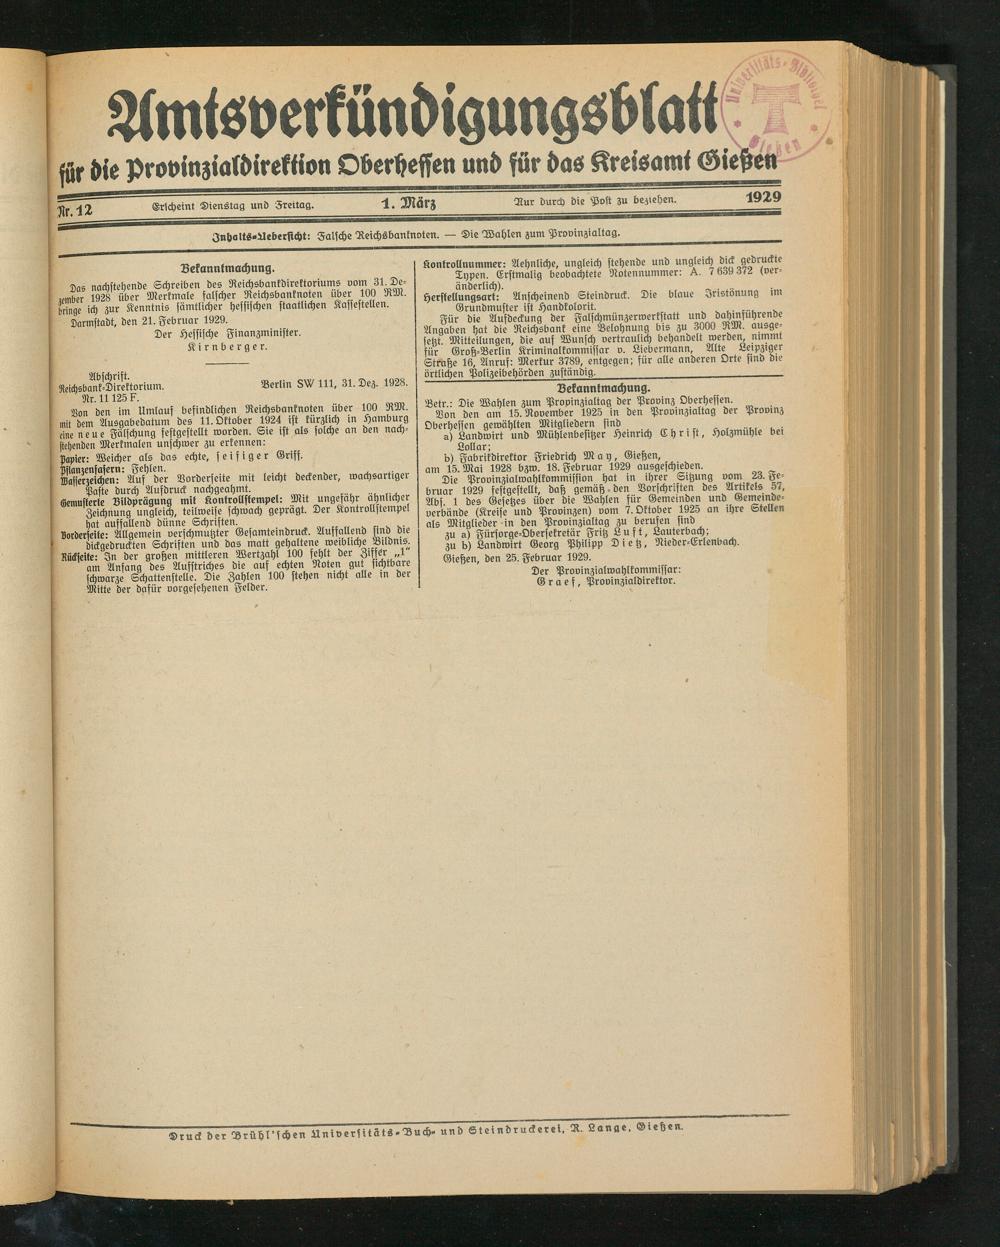 Amtsverkündigungsblatt
für die Provinzialdirektion Oberhessen und für das Kreisamt Gießen
Universitäts-Bibliothek
Gießen
Nr. 12 Erscheint Dienstag und Freitag. 1. März Nur durch die Post zu beziehen. 1929
Inhalts-Uebersicht: Falsche Reichsbanknoten. — Die Wahlen zum Provinzialtag.
Bekanntmachung.
Das nachstehende Schreiben des Reichsbankdirektoriums vom 31. De-
zember 1928 über Merkmale falscher Reichsbanknoten über 100 RM.
bringe ich zur Kenntnis sämtlicher hessischen staatlichen Kassestellen.
Darmstadt, den 21. Februar 1929.
Der Hessische Finanzminister.
Kirnberger.
Abschrift.
Reichsbank-Direktorium. Berlin SW 111, 31. Dez. 1928.
Nr. 11 125 F.
Von den im Umlauf befindlichen Reichsbanknoten über 100 RM.
mit dem Ausgabedatum des 11. Oktober 1924 ist kürzlich in Hamburg
eine neue Fälschung festgestellt worden. Sie ist als solche an den nach-
stehenden Merkmalen unschwer zu erkennen:
Papier: Weicher als das echte, seifiger Griff.
Pflanzenfasern: Fehlen.
Wasserzeichen: Auf der Vorderseite mit leicht deckender, wachsartiger
Paste durch Aufdruck nachgeahmt.
Gemusterte Bildprägung mit Kontrollstempel: Mit ungefähr ähnlicher
Zeichnung ungleich, teilweise schwach geprägt. Der Kontrollstempel
hat auffallend dünne Schriften.
Vorderseite: Allgemein verschmutzter Gesamteindruck. Auffallend sind die
dickgedruckten Schriften und das matt gehaltene weibliche Bildnis.
Rückseite: In der großen mittleren Wertzahl 100 fehlt der Ziffer „1“
am Anfang des Aufstriches die auf echten Noten gut sichtbare
schwarze Schattenstelle. Die Zahlen 100 stehen nicht alle in der
Mitte der dafür vorgesehenen Felder.
Kontrollnummer: Aehnliche, ungleich stehende und ungleich dick gedruckte
Typen. Erstmalig beobachtete Notennummer: A. 7 639 372 (ver-
änderlich).
Herstellungsart: Anscheinend Steindruck. Die blaue Iristönung im
Grundmuster ist Handkolorit.
Für die Aufdeckung der Falschmünzerwerkstatt und dahinführende
Angaben hat die Reichsbank eine Belohnung bis zu 3000 RM. ausge-
setzt. Mitteilungen, die auf Wunsch vertraulich behandelt werden, nimmt
für Groß-Berlin Kriminalkommissar v. Liebermann, Alte Leipziger
Straße 16, Anruf: Merkur 3789, entgegen; für alle anderen Orte sind die
örtlichen Polizeibehörden zuständig.
Bekanntmachung.
Betr.: Die Wahlen zum Provinzialtag der Provinz Oberhessen.
Von den am 15. November 1925 in den Provinzialtag der Provinz
Oberhessen gewählten Mitgliedern sind
a) Landwirt und Mühlenbesitzer Heinrich Christ, Holzmühle bei
Lollar;
b) Fabrikdirektor Friedrich May, Gießen,
am 15. Mai 1928 bzw. 18. Februar 1929 ausgeschieden.
Die Provinzialwahlkommission hat in ihrer Sitzung vom 23. Fe-
bruar 1929 festgestellt, daß gemäß den Vorschriften des Artikels 57,
Abs. 1 des Gesetzes über die Wahlen für Gemeinden und Gemeinde-
verbände (Kreise und Provinzen) vom 7. Oktober 1925 an ihre Stellen
als Mitglieder in den Provinzialtag zu berufen sind
zu a) Fürsorge-Obersekretär Fritz Luft, Lauterbach;
zu b) Landwirt Georg Philipp Dietz, Nieder-Erlenbach.
Gießen, den 25. Februar 1929.
Der Provinzialwahlkommissar:
Graef, Provinzialdirektor.
Druck der Brühl'schen Universitäts-Buch- und Steindruckerei, R. Lange, Gießen.